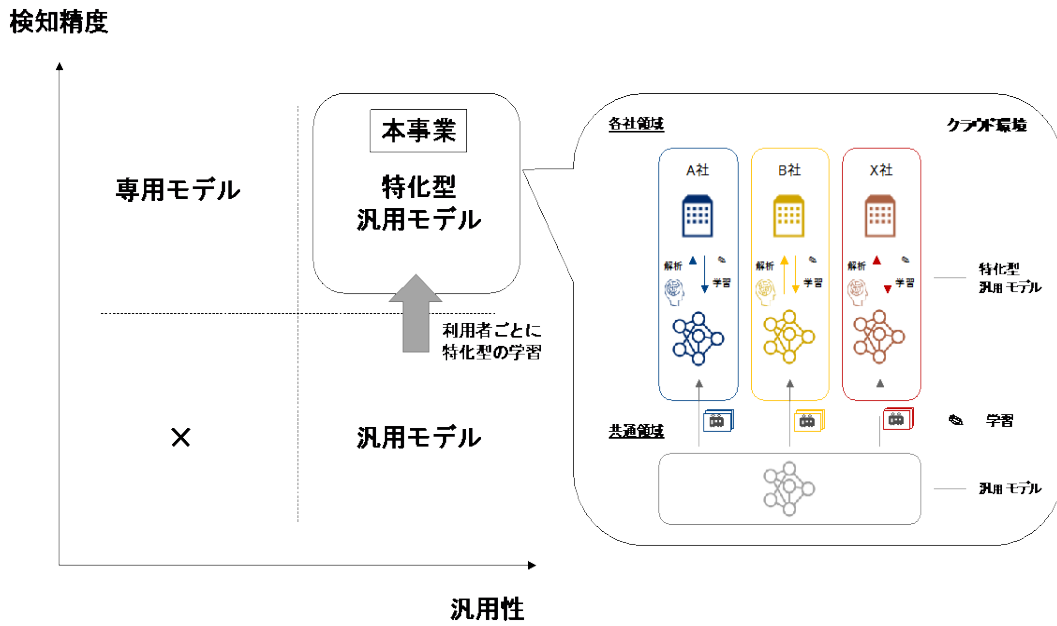 検知精度
本事業
専用モデル
特化型
汎用モデル
利用者ごとに
特化型の学習
×
汎用モデル
汎用性
各社領域
クラウド環境
A社
B社
X社
解析
学習
解析
学習
解析
学習
特化型
汎用モデル
学習
共通領域
汎用モデル